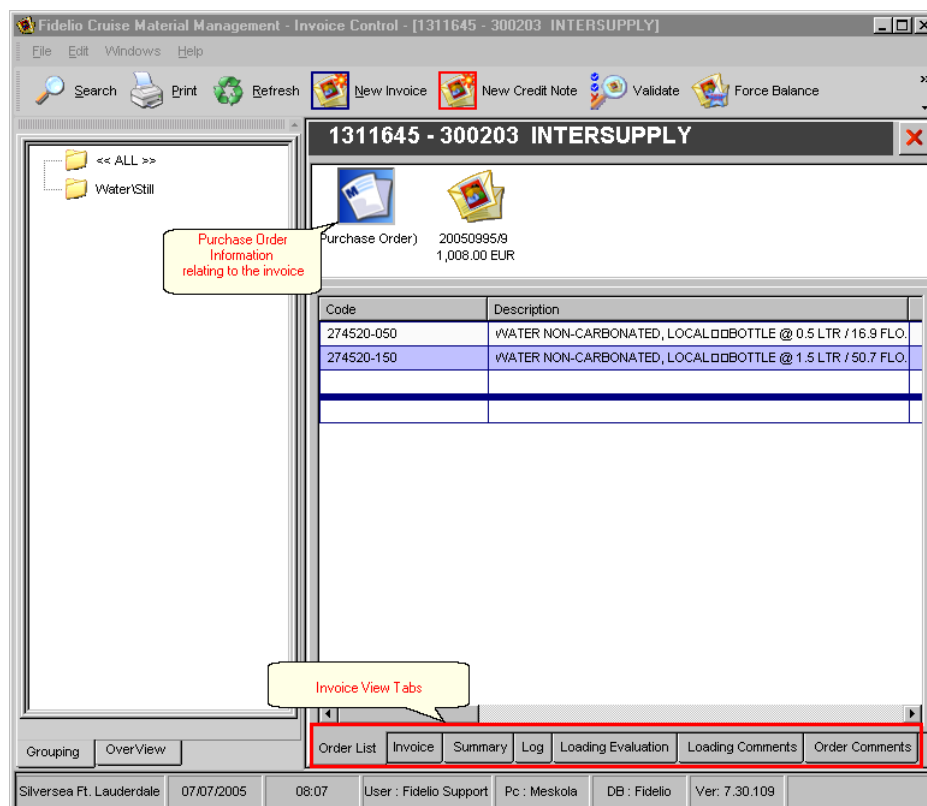 Fidelio Cruise Material Management - Invoice Control - [1311645 - 300203 INTERSUPPLY]
File Edit Windows Help
Search Print Refresh New Invoice New Credit Note Validate Force Balance
1311645 - 300203 INTERSUPPLY
<< ALL >>
Water\Still
Purchase Order
Information
relating to the invoice
Purchase Order)
20050995/9
1,008.00 EUR
Code Description
274520-050 WATER NON-CARBONATED, LOCAL□□BOTTLE @ 0.5 LTR / 16.9 FLO.
274520-150 WATER NON-CARBONATED, LOCAL□□BOTTLE @ 1.5 LTR / 50.7 FLO.
Invoice View Tabs
Grouping OverView
Order List Invoice Summary Log Loading Evaluation Loading Comments Order Comments
Silversea Ft. Lauderdale 07/07/2005 08:07 User : Fidelio Support Pc : Meskola DB : Fidelio Ver: 7.30.109